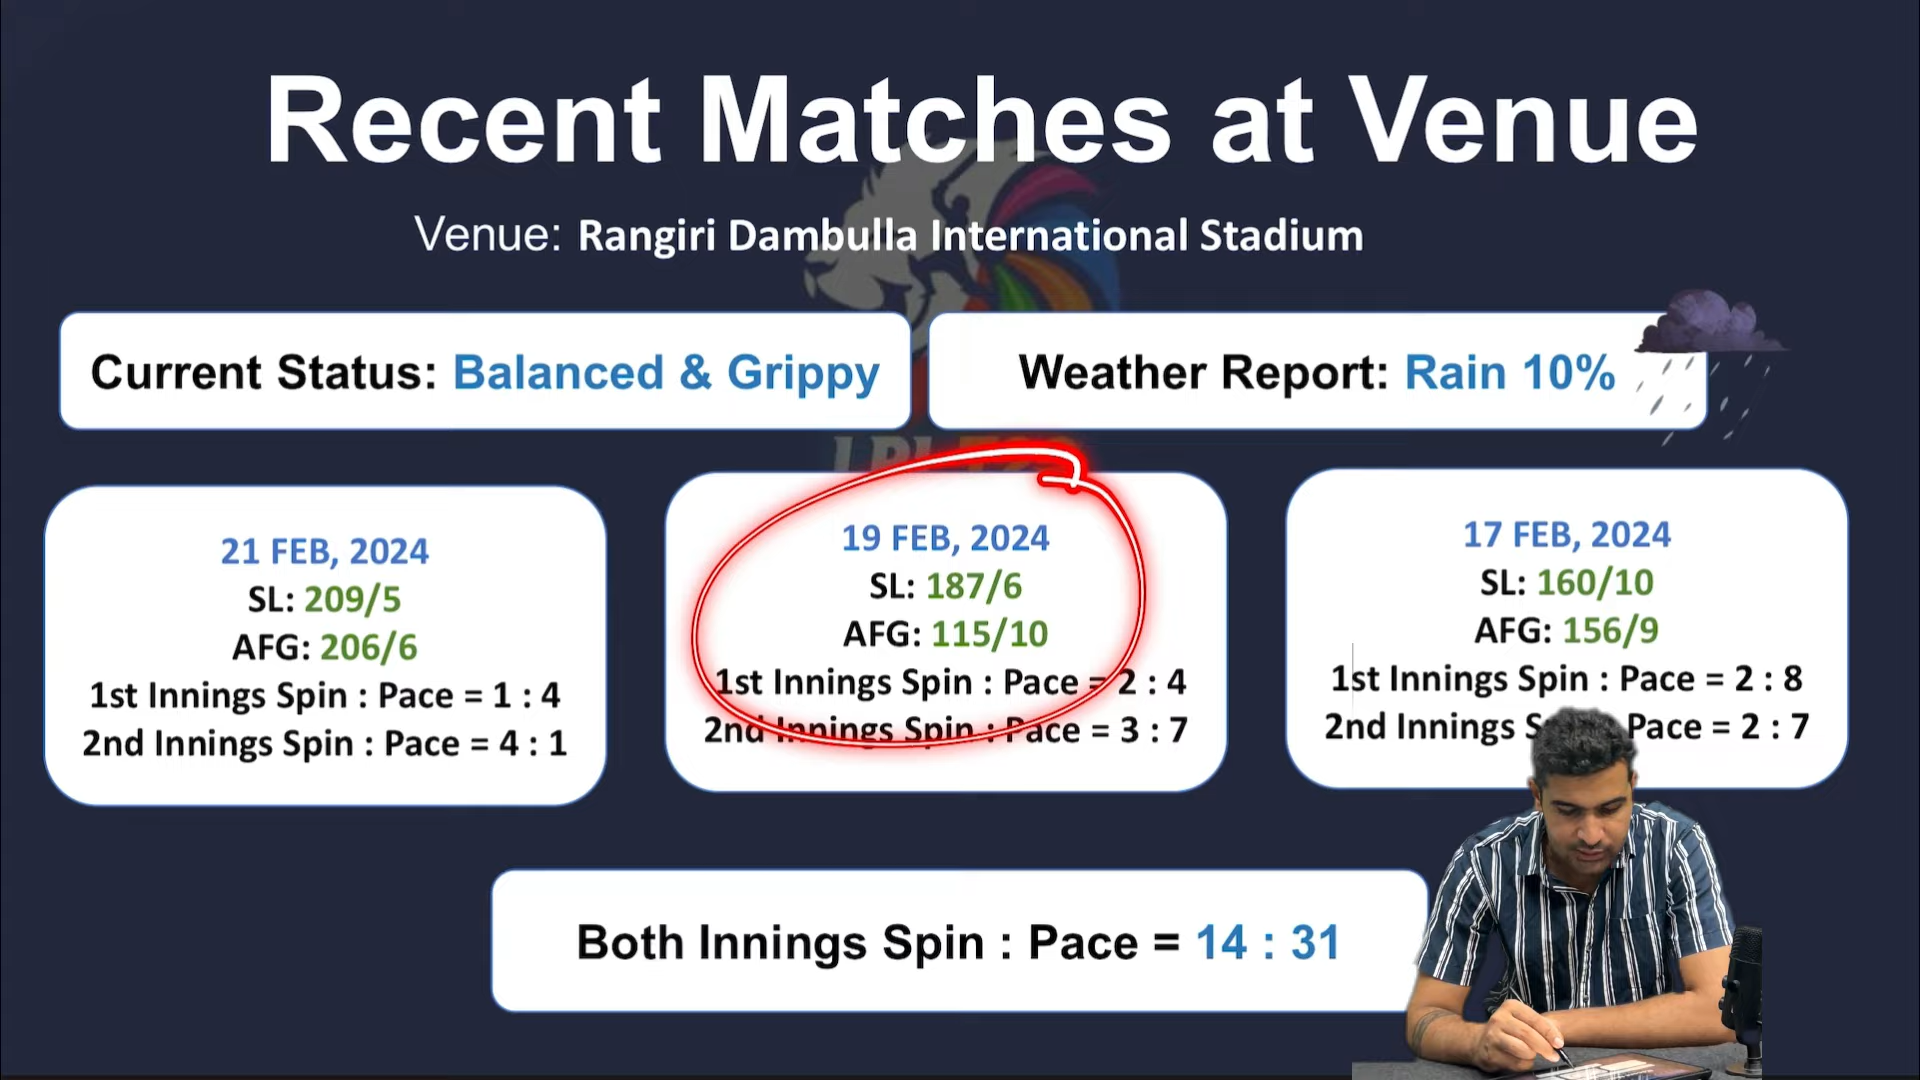 Recent Matches at Venue
Venue: Rangiri Dambulla International Stadium
Current Status: Balanced & Grippy
Weather Report: Rain 10%
21 FEB, 2024
SL: 209/5
AFG: 206/6
1st Innings Spin : Pace = 1 : 4
2nd Innings Spin : Pace = 4 : 1
19 FEB, 2024
SL: 187/6
AFG: 115/10
1st Innings Spin : Pace = 2 : 4
2nd Innings Spin : Pace = 3 : 7
17 FEB, 2024
SL: 160/10
AFG: 156/9
1st Innings Spin : Pace = 2 : 8
2nd Innings Pace = 2 : 7
Both Innings Spin : Pace = 14 : 31